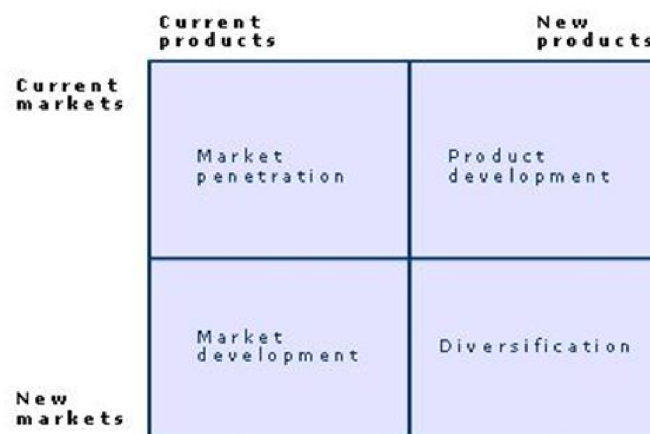 Current
products
New
products
Current
markets
Market
penetration
Product
development
Market
development
Diversification
New
markets